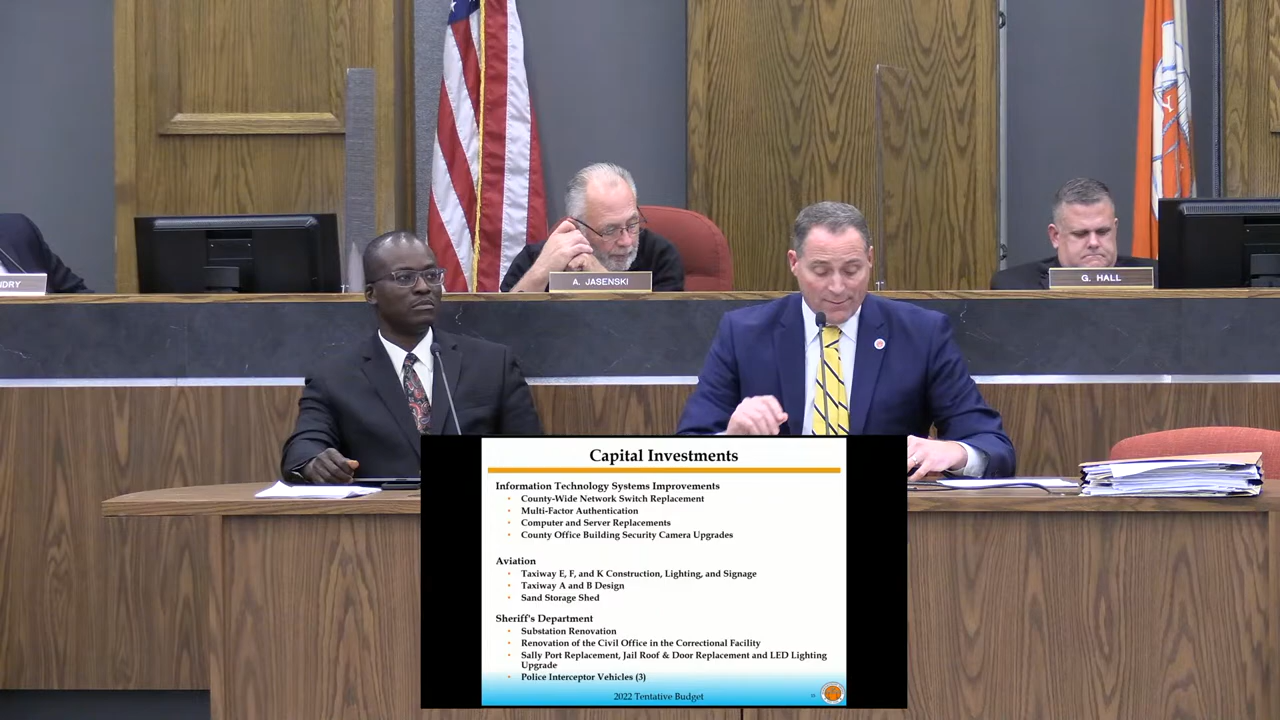 A. JASENSKI
G. HALL
Capital Investments
Information Technology Systems Improvements
• County-Wide Network Switch Replacement
• Multi-Factor Authentication
• Computer and Server Replacements
• County Office Building Security Camera Upgrades
Aviation
• Taxiway E, F, and K Construction, Lighting, and Signage
• Taxiway A and B Design
• Sand Storage Shed
Sheriff's Department
• Substation Renovation
• Renovation of the Civil Office in the Correctional Facility
• Sally Port Replacement, Jail Roof & Door Replacement and LED Lighting
Upgrade
• Police Interceptor Vehicles (3)
2022 Tentative Budget